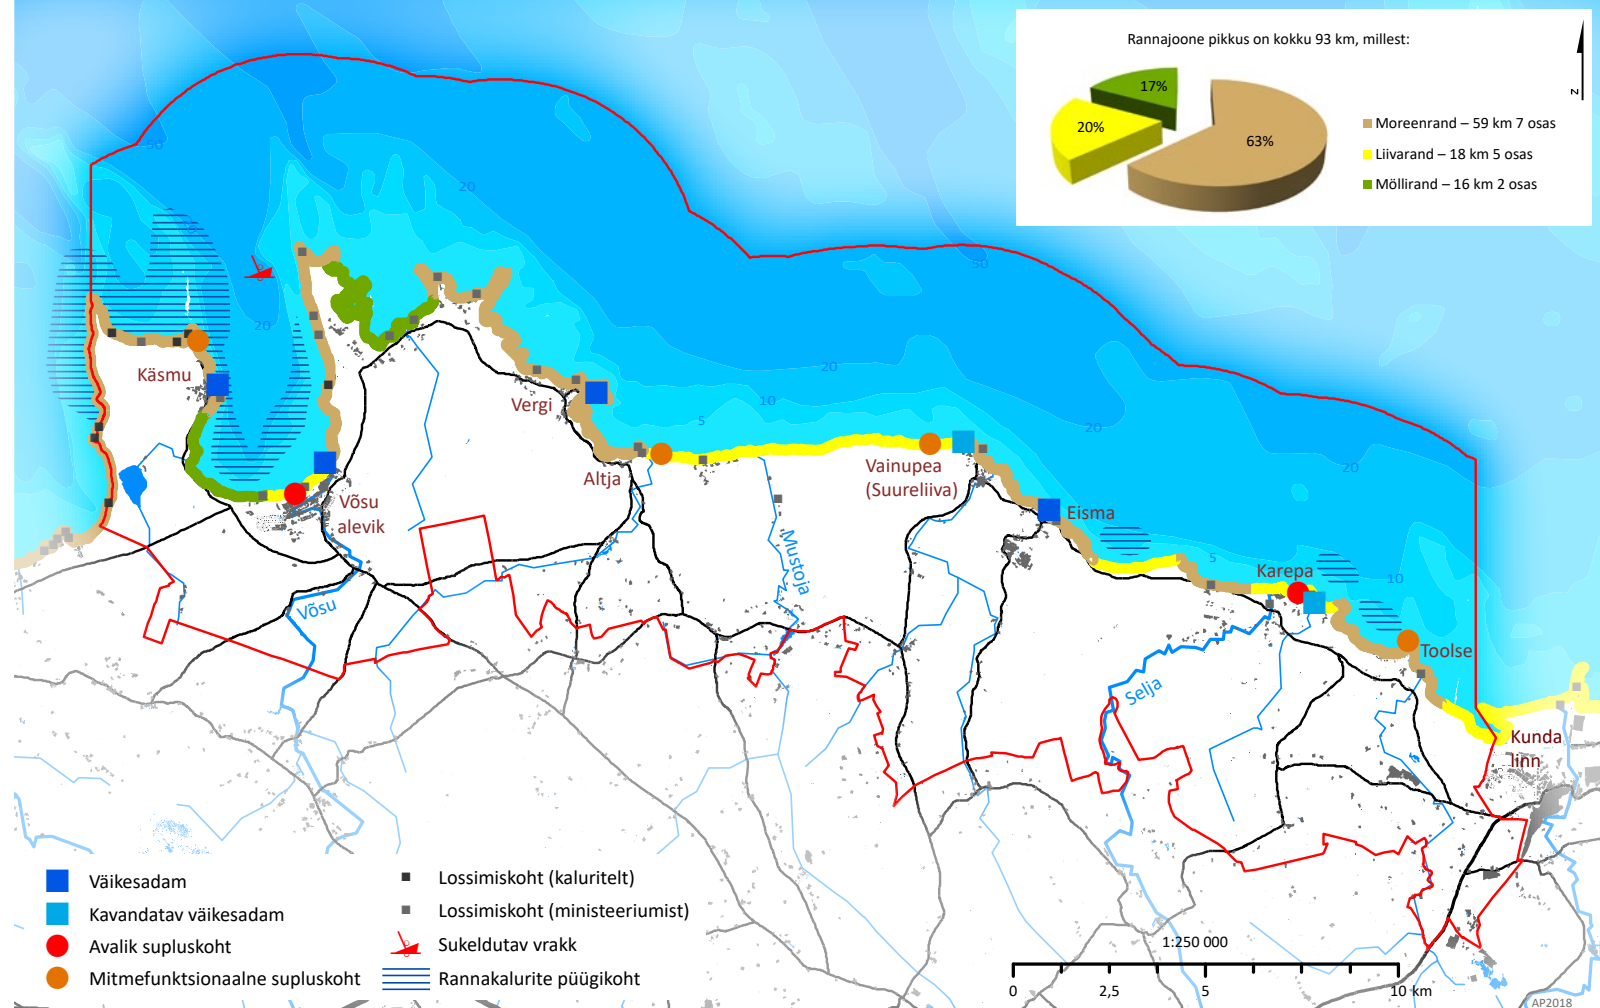 Rannajoone pikkus on kokku 93 km, millest:
17%
20%
63%
Moreenrand – 59 km 7 osas
Liivarand – 18 km 5 osas
Möllirand – 16 km 2 osas
z
50
20
20
50
20
10
5
20
20
5
10
Käsmu
Vergi
Altja
Võsu
alevik
Vainupea
(Suureliiva)
Eisma
Karepa
Toolse
Kunda
linn
Mustoja
Võsu
Selja
Väikesadam
Kavandatav väikesadam
Avalik supluskoht
Mitmefunktsionaalne supluskoht
Lossimiskoht (kaluritelt)
Lossimiskoht (ministeeriumist)
Sukeldutav vrakk
Rannakalurite püügikoht
1:250 000
0 2,5 5 10 km
AP2018